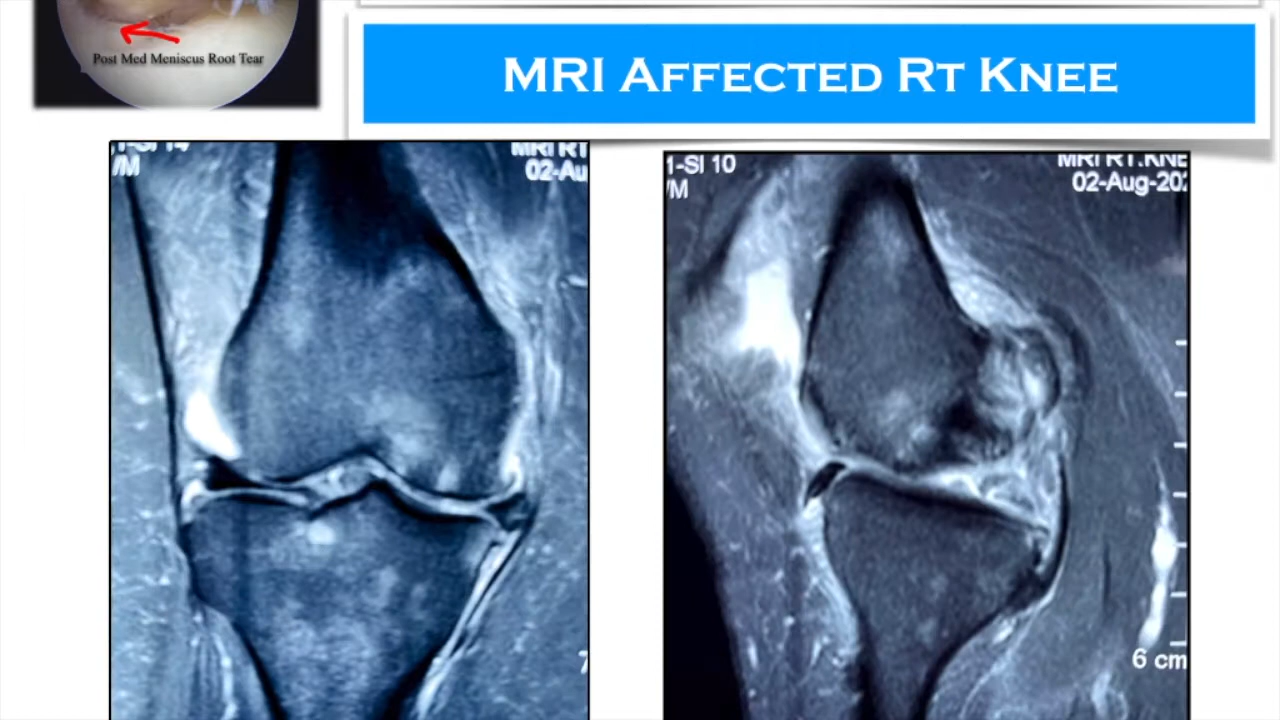 Post Med Meniscus Root Tear
MRI Affected Rt Knee
/M
MRI RT
02-Au
1-SI 10
/M
MRI RT.KNE
02-Aug-202
6 cm